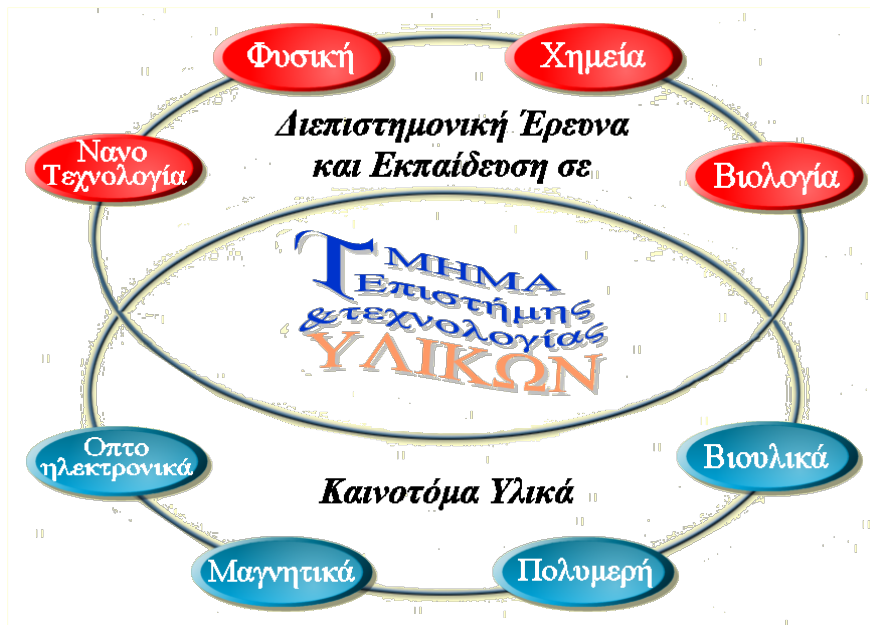 Φυσική
Χημεία
Διεπιστημονική Έρευνα
και Εκπαίδευση σε
Νανο
Τεχνολογία
Βιολογία
ΤΜΗΜΑ
Επιστήμης
&τεχνολογίας
ΥΛΙΚΩΝ
Οπτο
ηλεκτρονικά
Βιουλικά
Καινοτόμα Υλικά
Μαγνητικά
Πολυμερή